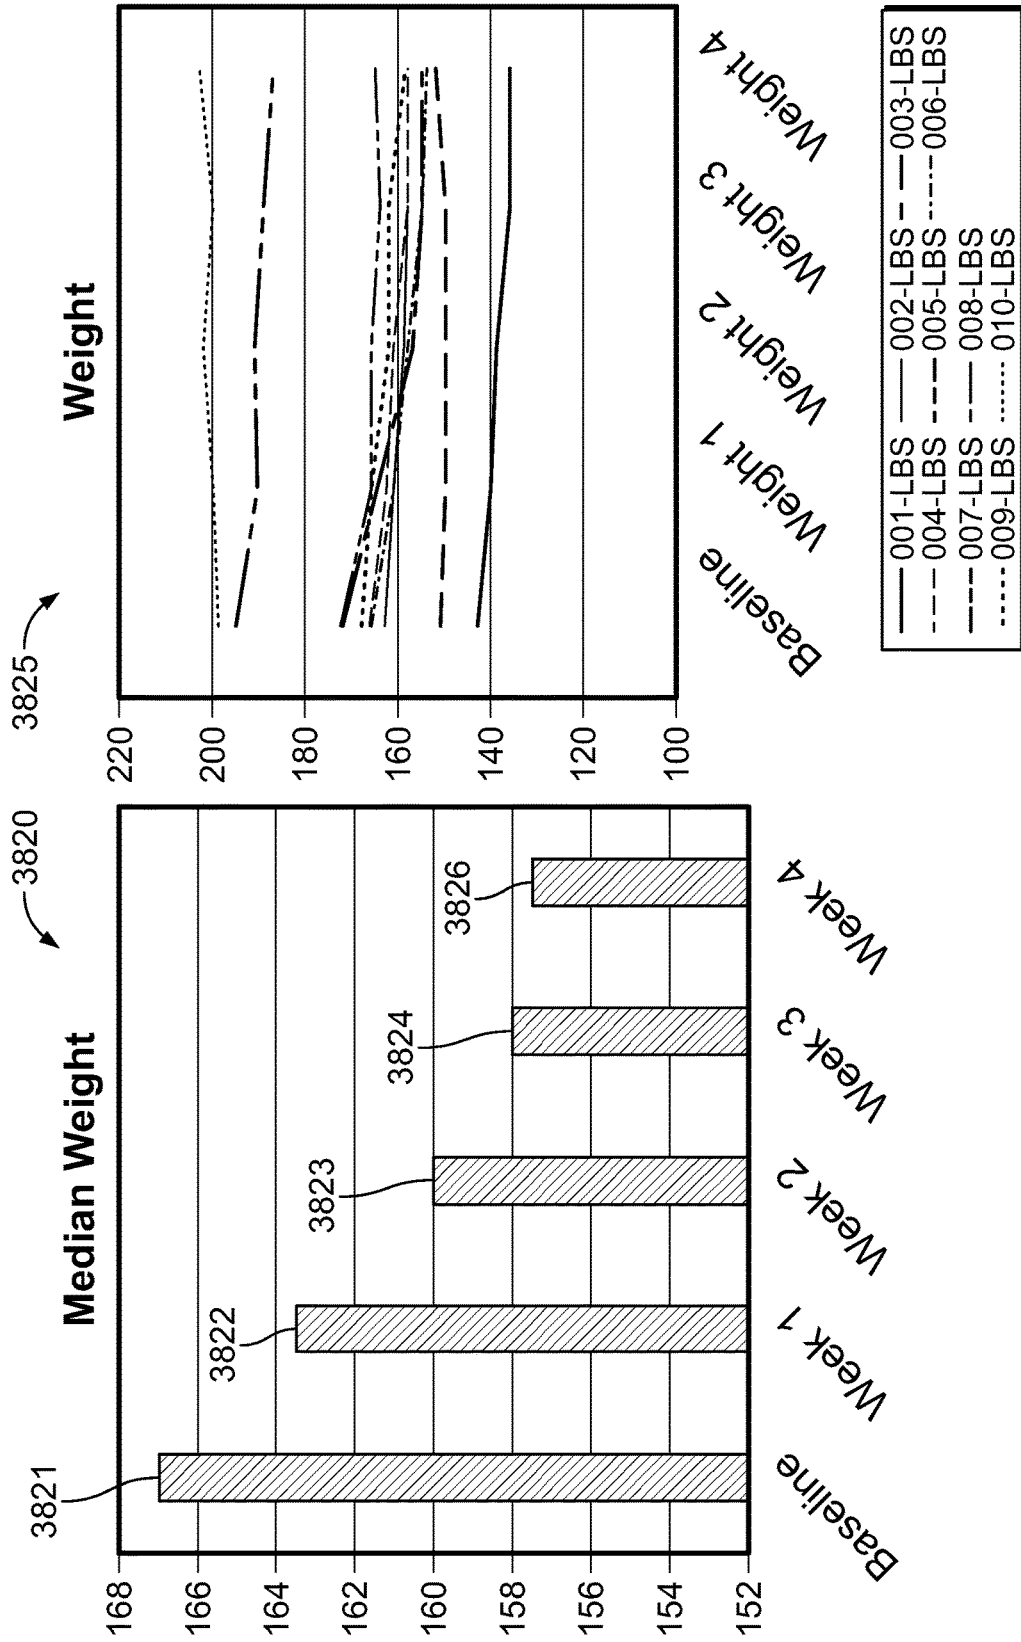 3820
Median Weight
168
166
164
162
160
158
156
154
152
3821
3822
3823
3824
3826
Baseline
Week 1
Week 2
Week 3
Week 4
3825
Weight
220
200
180
160
140
120
100
Baseline
Weight 1
Weight 2
Weight 3
Weight 4
001-LBS 002-LBS 003-LBS
004-LBS 005-LBS 006-LBS
007-LBS 008-LBS
009-LBS 010-LBS